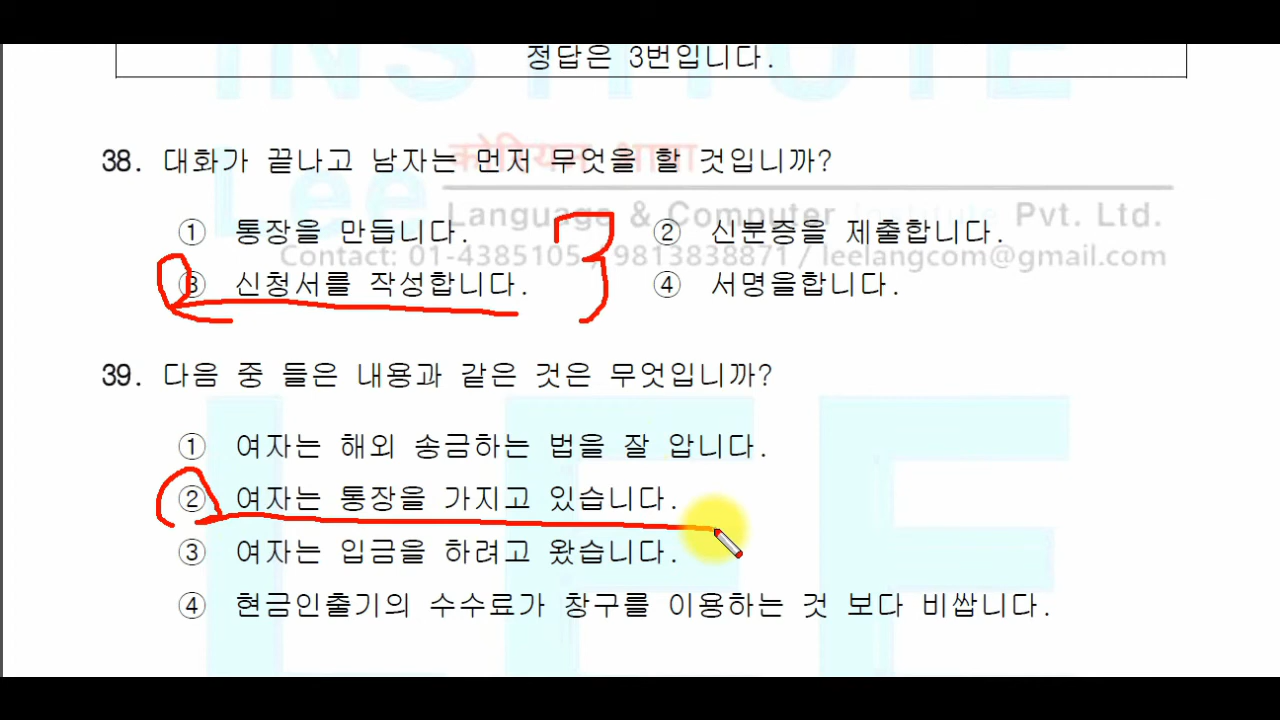 INSTITUTE
정답은 3번입니다.
कोरियन भाषा
38. 대화가 끝나고 남자는 먼저 무엇을 할 것입니까?
Lee Language & Computer institute Pvt. Ltd.
① 통장을 만듭니다. ② 신분증을 제출합니다.
Contact: 01-4385105 / 9813838871 / leelangcom@gmail.com
③ 신청서를 작성합니다. ④ 서명을합니다.
3
39. 다음 중 들은 내용과 같은 것은 무엇입니까?
LEE
① 여자는 해외 송금하는 법을 잘 압니다.
② 여자는 통장을 가지고 있습니다.
③ 여자는 입금을 하려고 왔습니다.
④ 현금인출기의 수수료가 창구를 이용하는 것 보다 비쌉니다.